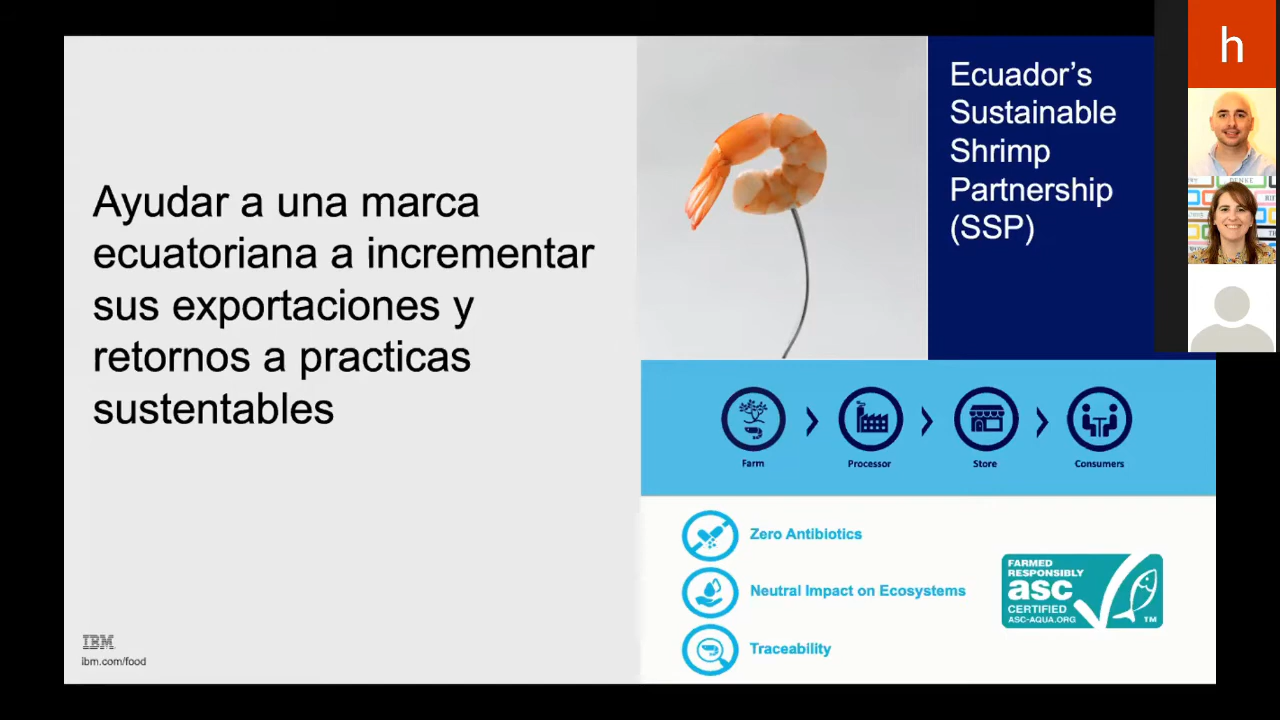 Ayudar a una marca
ecuatoriana a incrementar
sus exportaciones y
retornos a practicas
sustentables
IBM
ibm.com/food
Ecuador's
Sustainable
Shrimp
Partnership
(SSP)
Farm
Processor
Store
Consumers
Zero Antibiotics
Neutral Impact on Ecosystems
Traceability
FARMED
RESPONSIBLY
asc
CERTIFIED
ASC-AQUA.ORG
TM
h